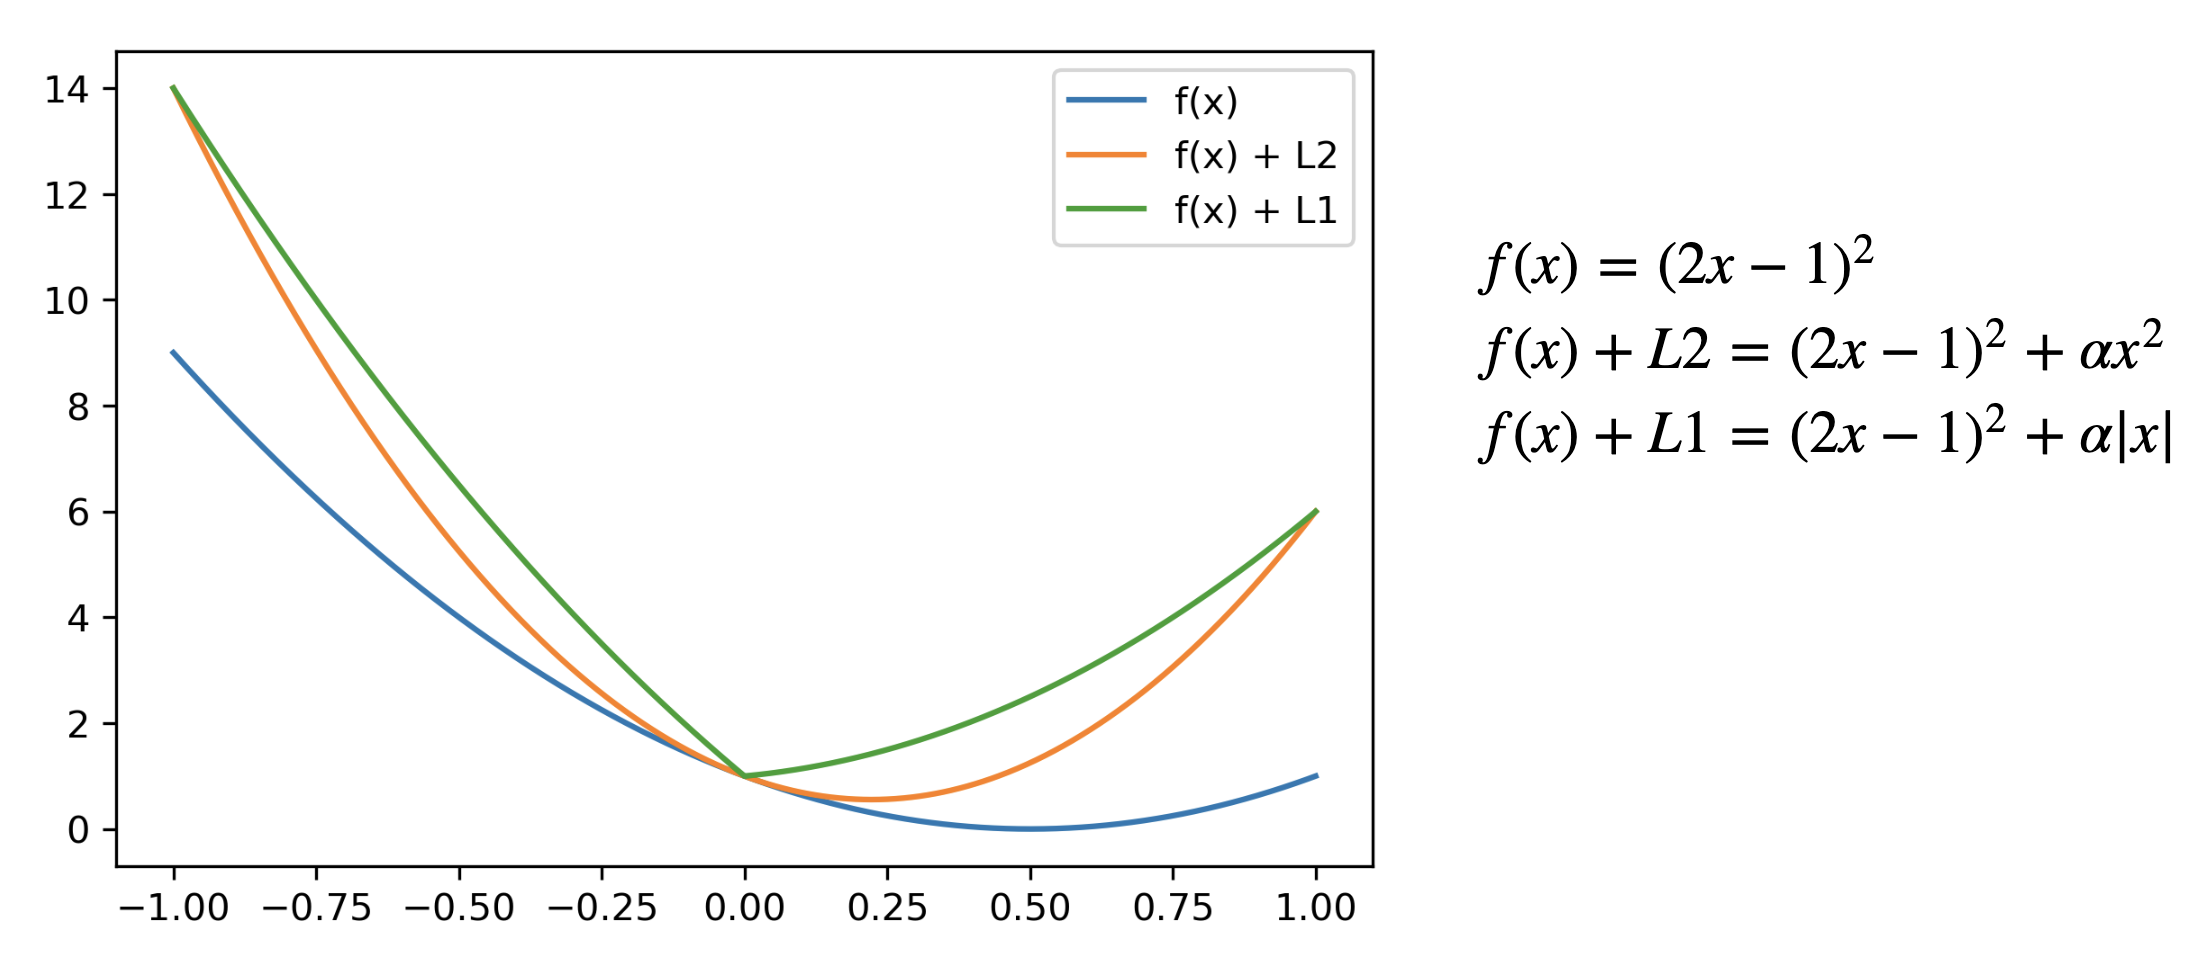 14
12
10
8
6
4
2
0
−1.00 −0.75 −0.50 −0.25 0.00 0.25 0.50 0.75 1.00
f(x)
f(x) + L2
f(x) + L1
f(x) = (2x − 1)²
f(x) + L2 = (2x − 1)² + αx²
f(x) + L1 = (2x − 1)² + α|x|